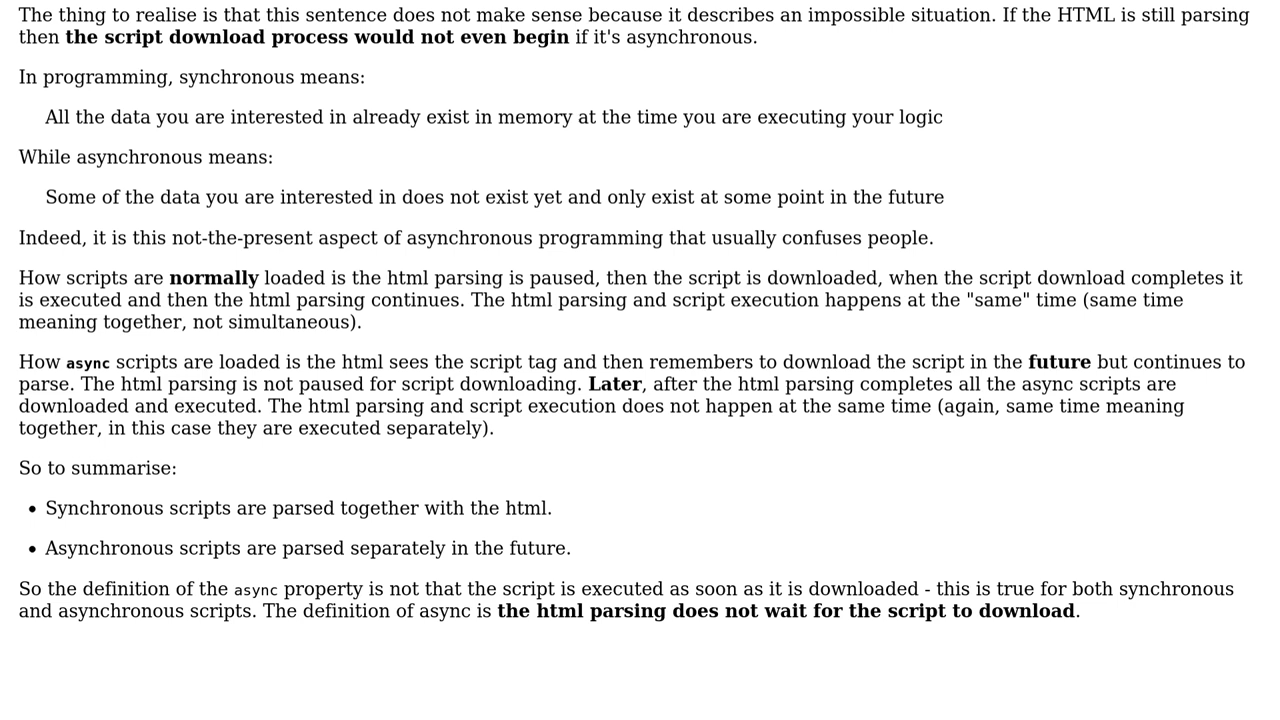 The thing to realise is that this sentence does not make sense because it describes an impossible situation. If the HTML is still parsing
then the script download process would not even begin if it's asynchronous.
In programming, synchronous means:
All the data you are interested in already exist in memory at the time you are executing your logic
While asynchronous means:
Some of the data you are interested in does not exist yet and only exist at some point in the future
Indeed, it is this not-the-present aspect of asynchronous programming that usually confuses people.
How scripts are normally loaded is the html parsing is paused, then the script is downloaded, when the script download completes it
is executed and then the html parsing continues. The html parsing and script execution happens at the "same" time (same time
meaning together, not simultaneous).
How async scripts are loaded is the html sees the script tag and then remembers to download the script in the future but continues to
parse. The html parsing is not paused for script downloading. Later, after the html parsing completes all the async scripts are
downloaded and executed. The html parsing and script execution does not happen at the same time (again, same time meaning
together, in this case they are executed separately).
So to summarise:
• Synchronous scripts are parsed together with the html.
• Asynchronous scripts are parsed separately in the future.
So the definition of the async property is not that the script is executed as soon as it is downloaded - this is true for both synchronous
and asynchronous scripts. The definition of async is the html parsing does not wait for the script to download.